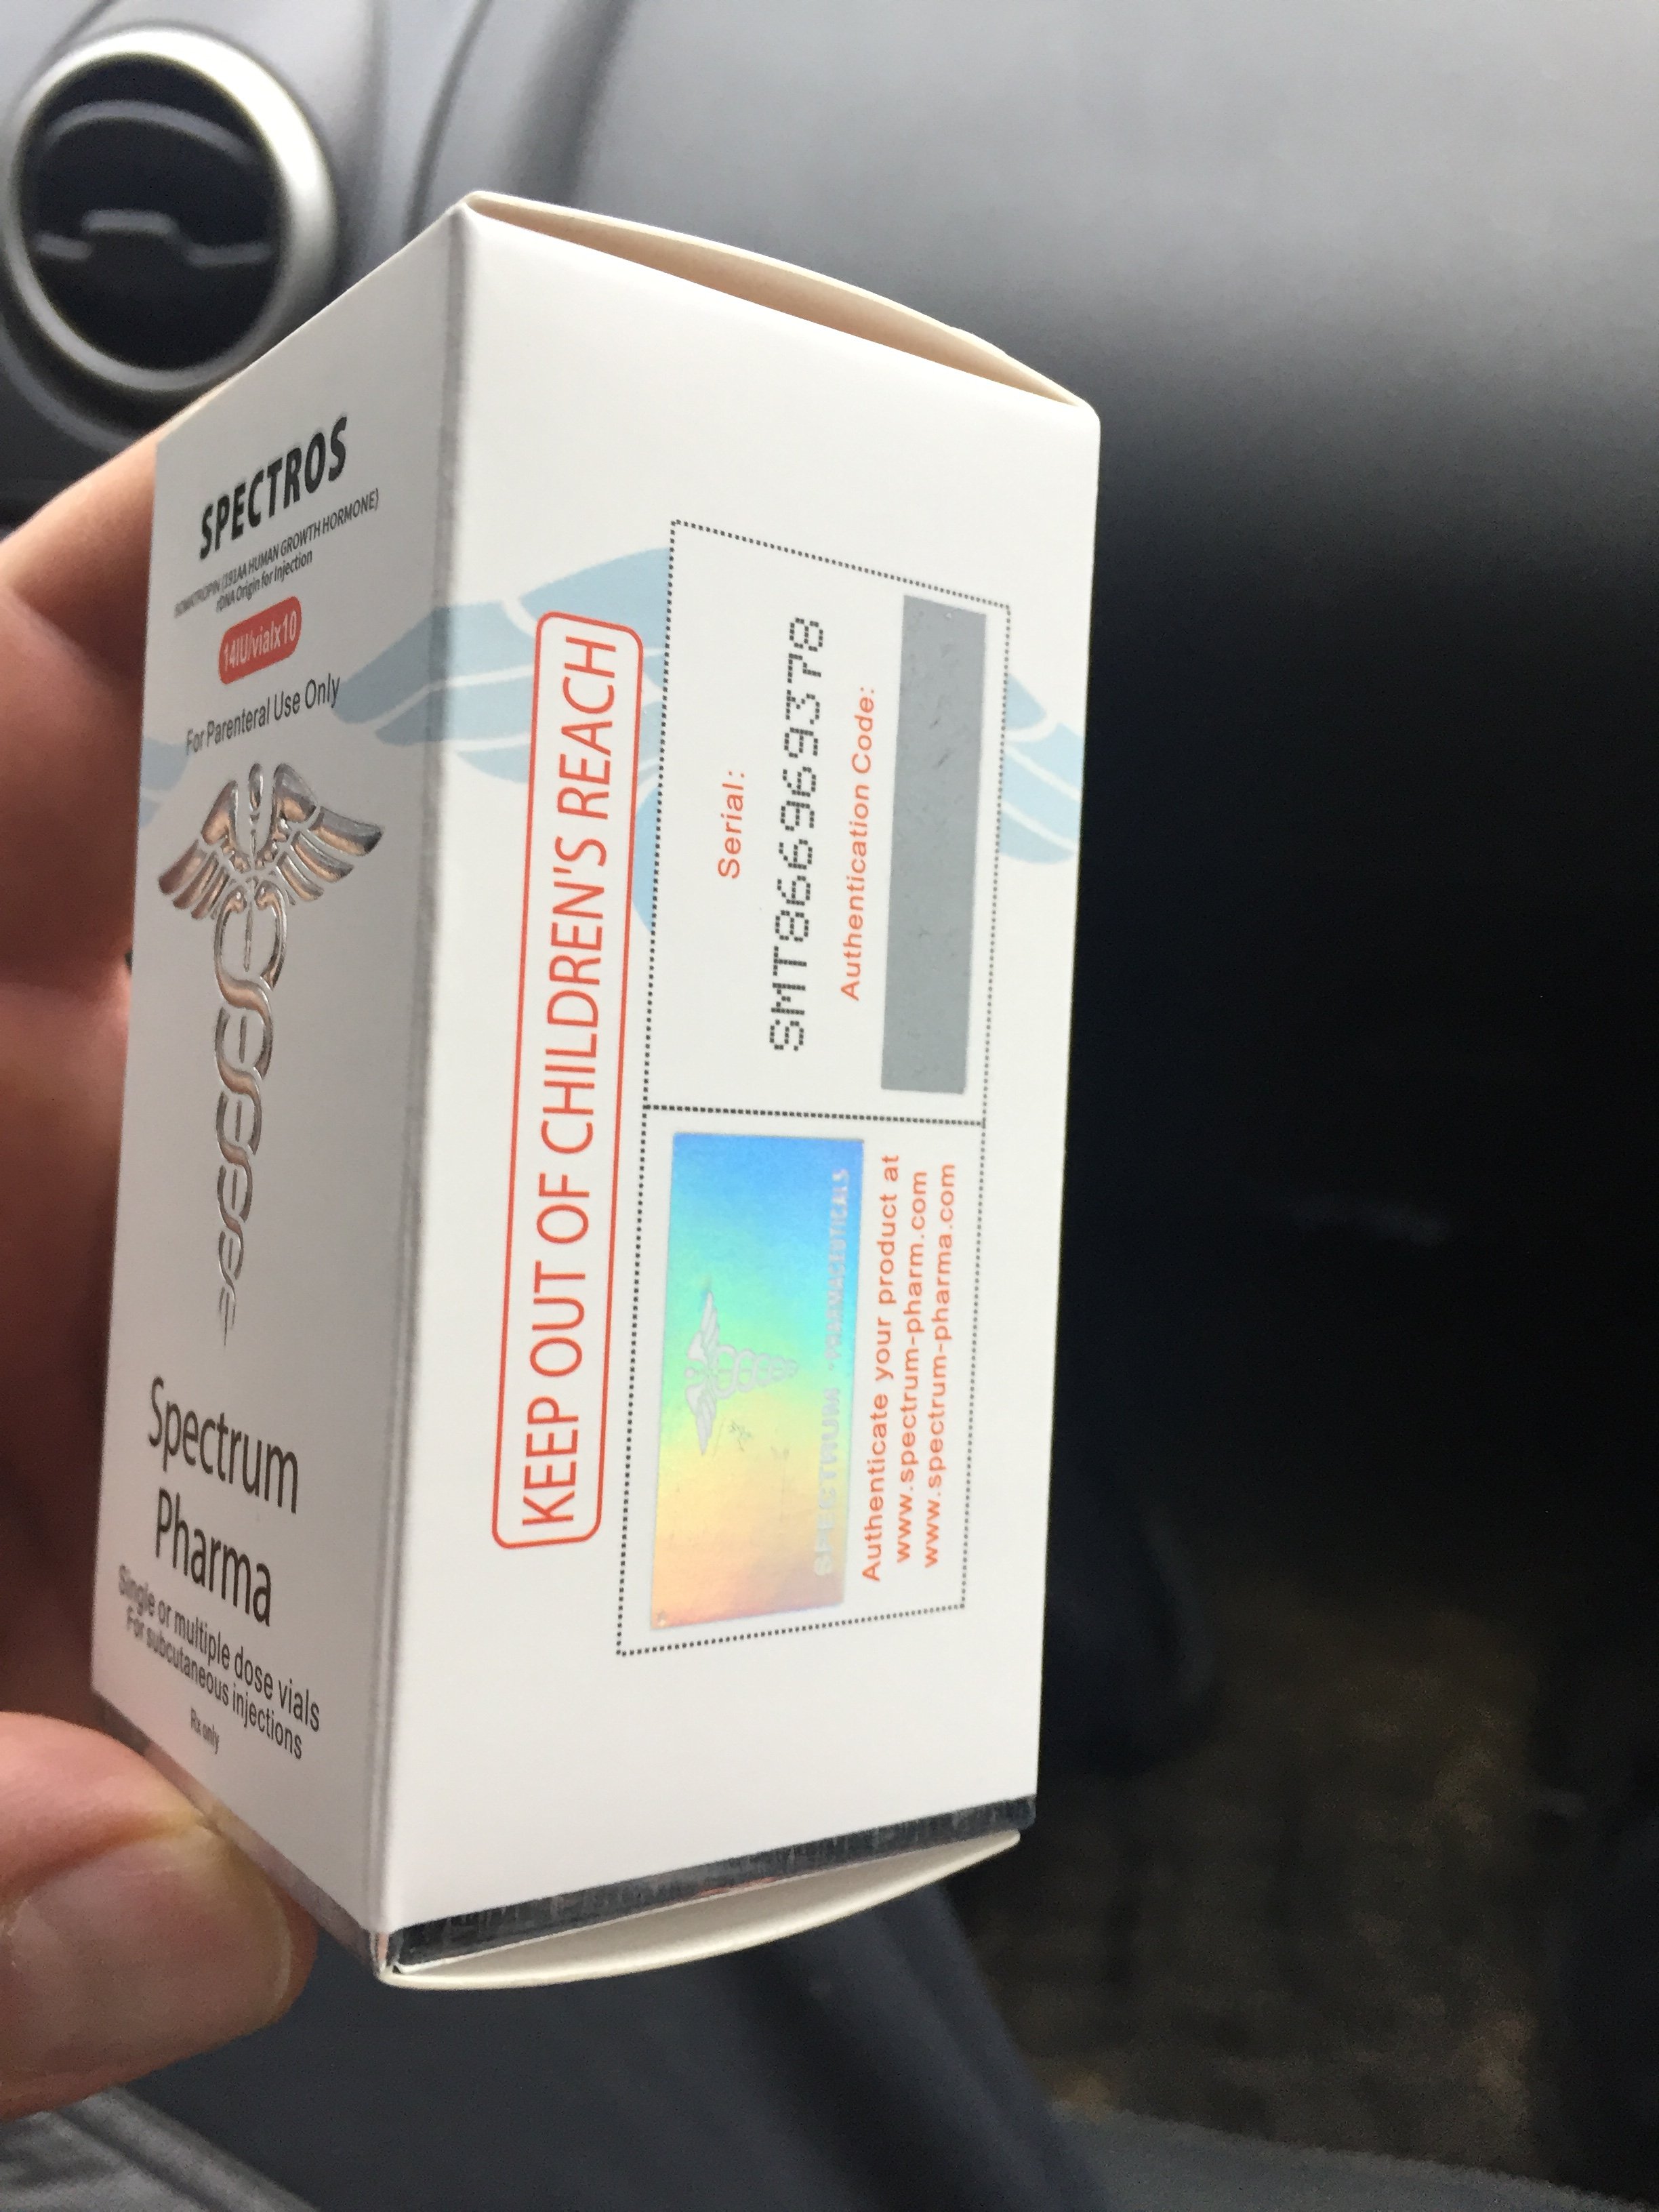 SPECTROS
SOMATROPIN (191AA HUMAN GROWTH HORMONE)
rDNA Origin for Injection
14IU/vialx10
For Parenteral Use Only
Spectrum
Pharma
Single or multiple dose vials
For subcutaneous injections
Rx only
KEEP OUT OF CHILDREN'S REACH
Serial:
SMT86696937P8
Authentication Code:
SPECTRUM · PHARMACEUTICALS
Authenticate your product at
www.spectrum-pharm.com
www.spectrum-pharma.com